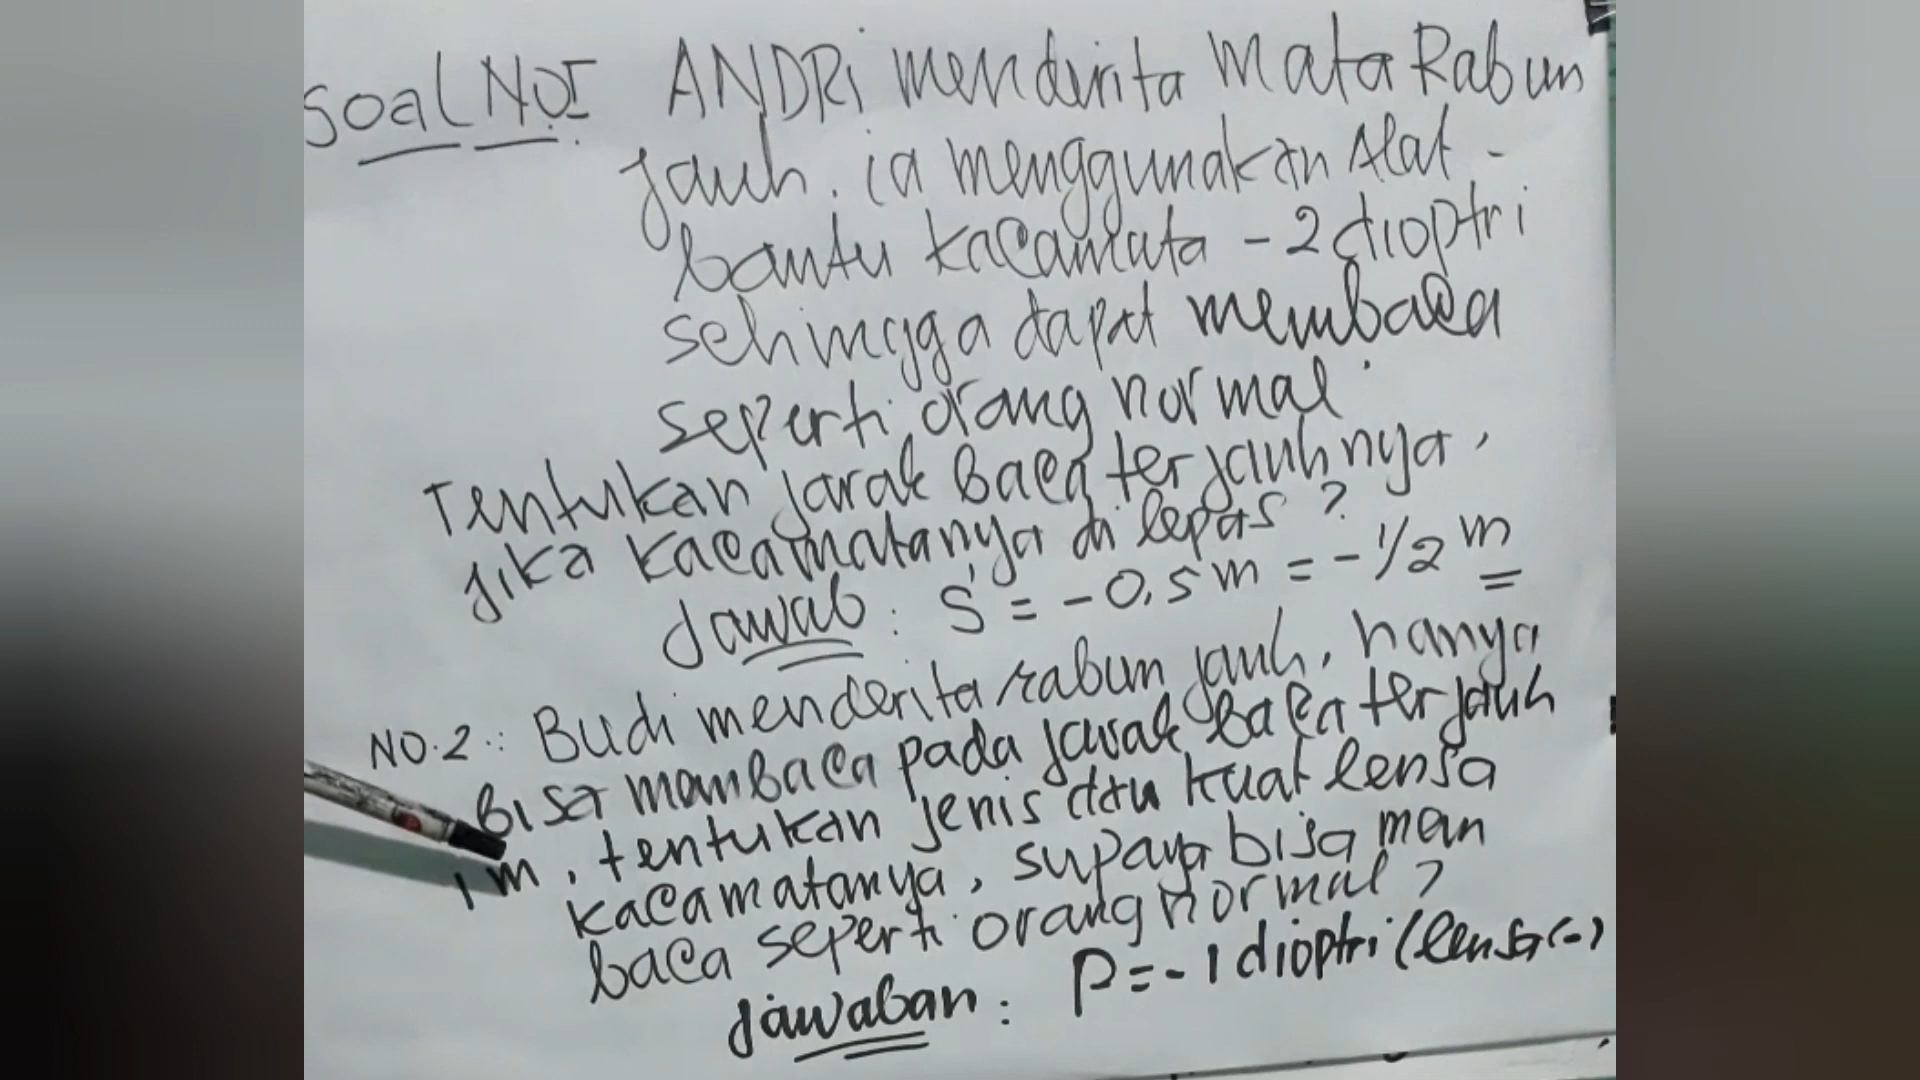 Soal NO I ANDRi menderita mata Rabun
jauh. ia menggunakan Alat -
bantu kacamata - 2 dioptri
sehingga dapat membaca
seperti orang normal.
Tentukan jarak Baca terjauhnya,
jika kacamatanya di lepas ?
Jawab : S' = - 0,5 m = - 1/2 m
NO.2 : Budi menderita rabun jauh, hanya
Bisa membaca pada jarak Baca terjauh
1 m, tentukan jenis dan kuat lensa
kacamatanya, supaya bisa mem
baca seperti orang normal ?
Jawaban : P = - 1 dioptri (lensa (-)